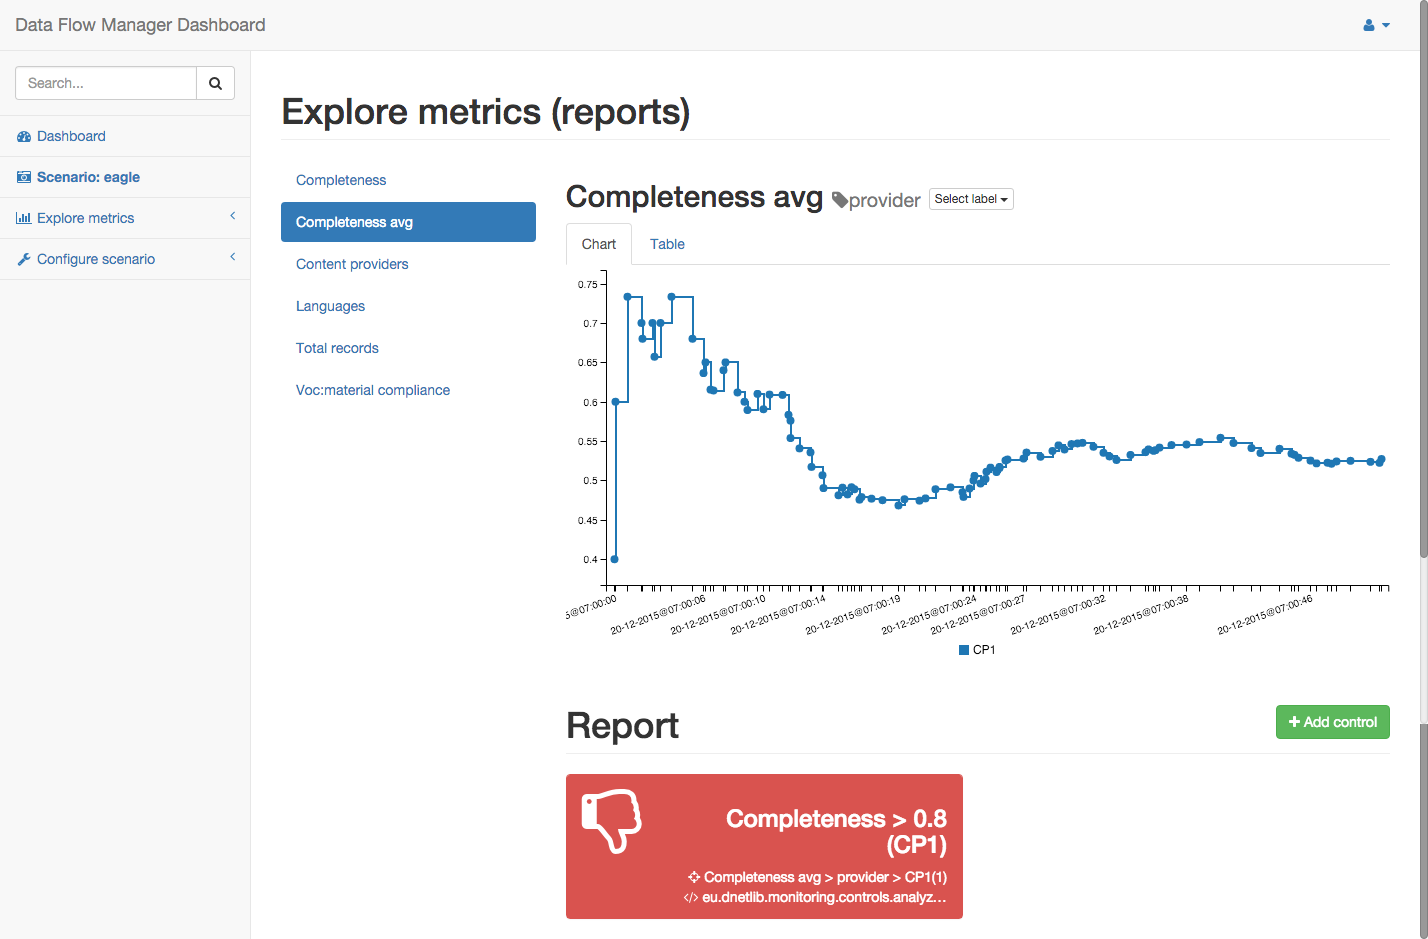 Data Flow Manager Dashboard
Search...
Dashboard
Scenario: eagle
Explore metrics
Configure scenario
Explore metrics (reports)
Completeness
Completeness avg
Content providers
Languages
Total records
Voc:material compliance
Completeness avg provider Select label
Chart Table
0.75
0.7
0.65
0.6
0.55
0.5
0.45
0.4
5@07:00:00
20-12-2015@07:00:06
20-12-2015@07:00:10
20-12-2015@07:00:14
20-12-2015@07:00:19
20-12-2015@07:00:24
20-12-2015@07:00:27
20-12-2015@07:00:32
20-12-2015@07:00:38
20-12-2015@07:00:46
CP1
Report
Add control
Completeness > 0.8
(CP1)
Completeness avg > provider > CP1(1)
</> eu.dnetlib.monitoring.controls.analyz...